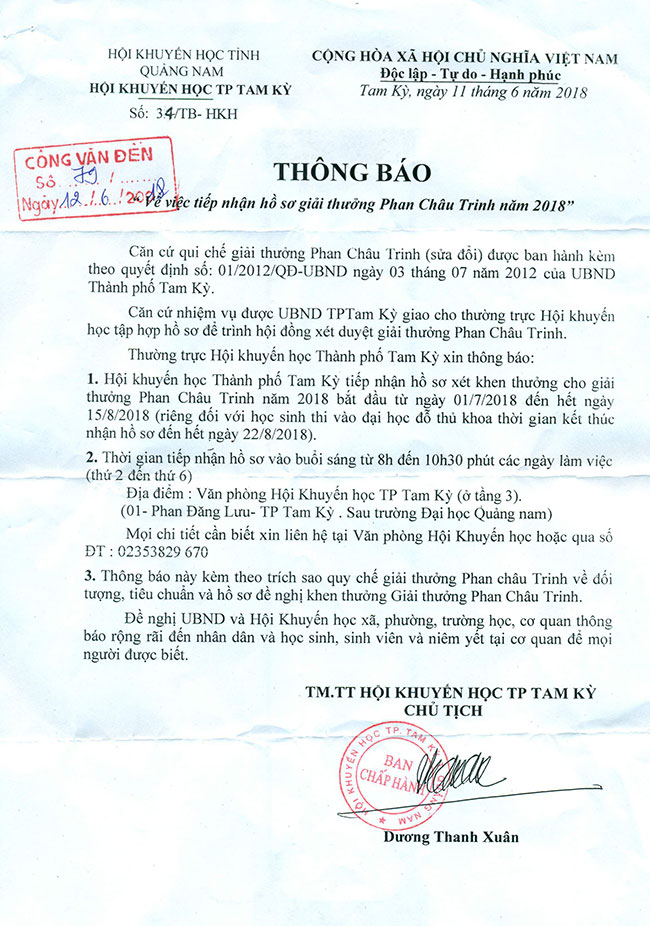 HỘI KHUYẾN HỌC TỈNH
QUẢNG NAM
HỘI KHUYẾN HỌC TP TAM KỲ
Số: 34/TB- HKH
CỘNG HÒA XÃ HỘI CHỦ NGHĨA VIỆT NAM
Độc lập - Tự do - Hạnh phúc
Tam Kỳ, ngày 11 tháng 6 năm 2018
CÔNG VĂN ĐẾN
Số 79
Ngày 12/6/2018
THÔNG BÁO
“ Về việc tiếp nhận hồ sơ giải thưởng Phan Châu Trinh năm 2018”
Căn cứ qui chế giải thưởng Phan Châu Trinh (sửa đổi) được ban hành kèm
theo quyết định số: 01/2012/QĐ-UBND ngày 03 tháng 07 năm 2012 của UBND
Thành phố Tam Kỳ.
Căn cứ nhiệm vụ được UBND TPTam Kỳ giao cho thường trực Hội khuyến
học tập hợp hồ sơ để trình hội đồng xét duyệt giải thưởng Phan Châu Trinh.
Thường trực Hội khuyến học Thành phố Tam Kỳ xin thông báo:
1. Hội khuyến học Thành phố Tam Kỳ tiếp nhận hồ sơ xét khen thưởng cho giải
thưởng Phan Châu Trinh năm 2018 bắt đầu từ ngày 01/7/2018 đến hết ngày
15/8/2018 (riêng đối với học sinh thi vào đại học đỗ thủ khoa thời gian kết thúc
nhận hồ sơ đến hết ngày 22/8/2018).
2. Thời gian tiếp nhận hồ sơ vào buổi sáng từ 8h đến 10h30 phút các ngày làm việc
(thứ 2 đến thứ 6)
Địa điểm : Văn phòng Hội Khuyến học TP Tam Kỳ (ở tầng 3).
(01- Phan Đăng Lưu- TP Tam Kỳ . Sau trường Đại học Quảng nam)
Mọi chi tiết cần biết xin liên hệ tại Văn phòng Hội Khuyến học hoặc qua số
ĐT : 02353829 670
3. Thông báo này kèm theo trích sao quy chế giải thưởng Phan châu Trinh về đối
tượng, tiêu chuẩn và hồ sơ đề nghị khen thưởng Giải thưởng Phan Châu Trinh.
Đề nghị UBND và Hội Khuyến học xã, phường, trường học, cơ quan thông
báo rộng rãi đến nhân dân và học sinh, sinh viên và niêm yết tại cơ quan để mọi
người được biết.
TM.TT HỘI KHUYẾN HỌC TP TAM KỲ
CHỦ TỊCH
HỘI KHUYẾN HỌC TP. TAM KỲ QUẢNG NAM
BAN
CHẤP HÀNH
Dương Thanh Xuân